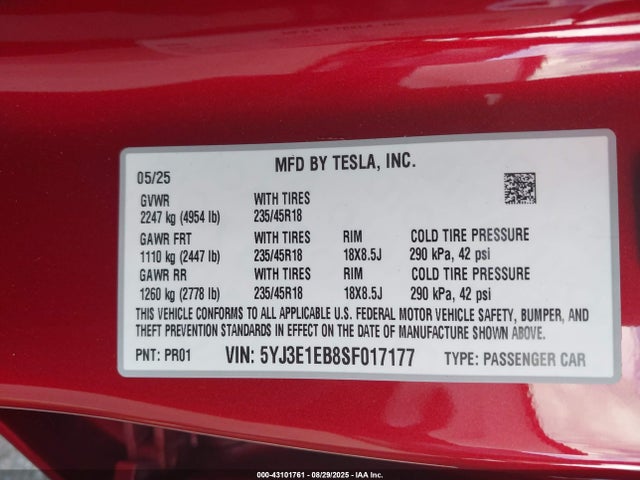 MFD BY TESLA, INC.
MFD BY TESLA, INC.
05/25
GVWR WITH TIRES
2247 kg (4954 lb) 235/45R18
GAWR FRT WITH TIRES RIM COLD TIRE PRESSURE
1110 kg (2447 lb) 235/45R18 18X8.5J 290 kPa, 42 psi
GAWR RR WITH TIRES RIM COLD TIRE PRESSURE
1260 kg (2778 lb) 235/45R18 18X8.5J 290 kPa, 42 psi
THIS VEHICLE CONFORMS TO ALL APPLICABLE U.S. FEDERAL MOTOR VEHICLE SAFETY, BUMPER, AND
THEFT PREVENTION STANDARDS IN EFFECT ON THE DATE OF MANUFACTURE SHOWN ABOVE.
PNT: PR01 VIN: 5YJ3E1EB8SF017177 TYPE: PASSENGER CAR
000-43101761 - 08/29/2025 - IAA Inc.